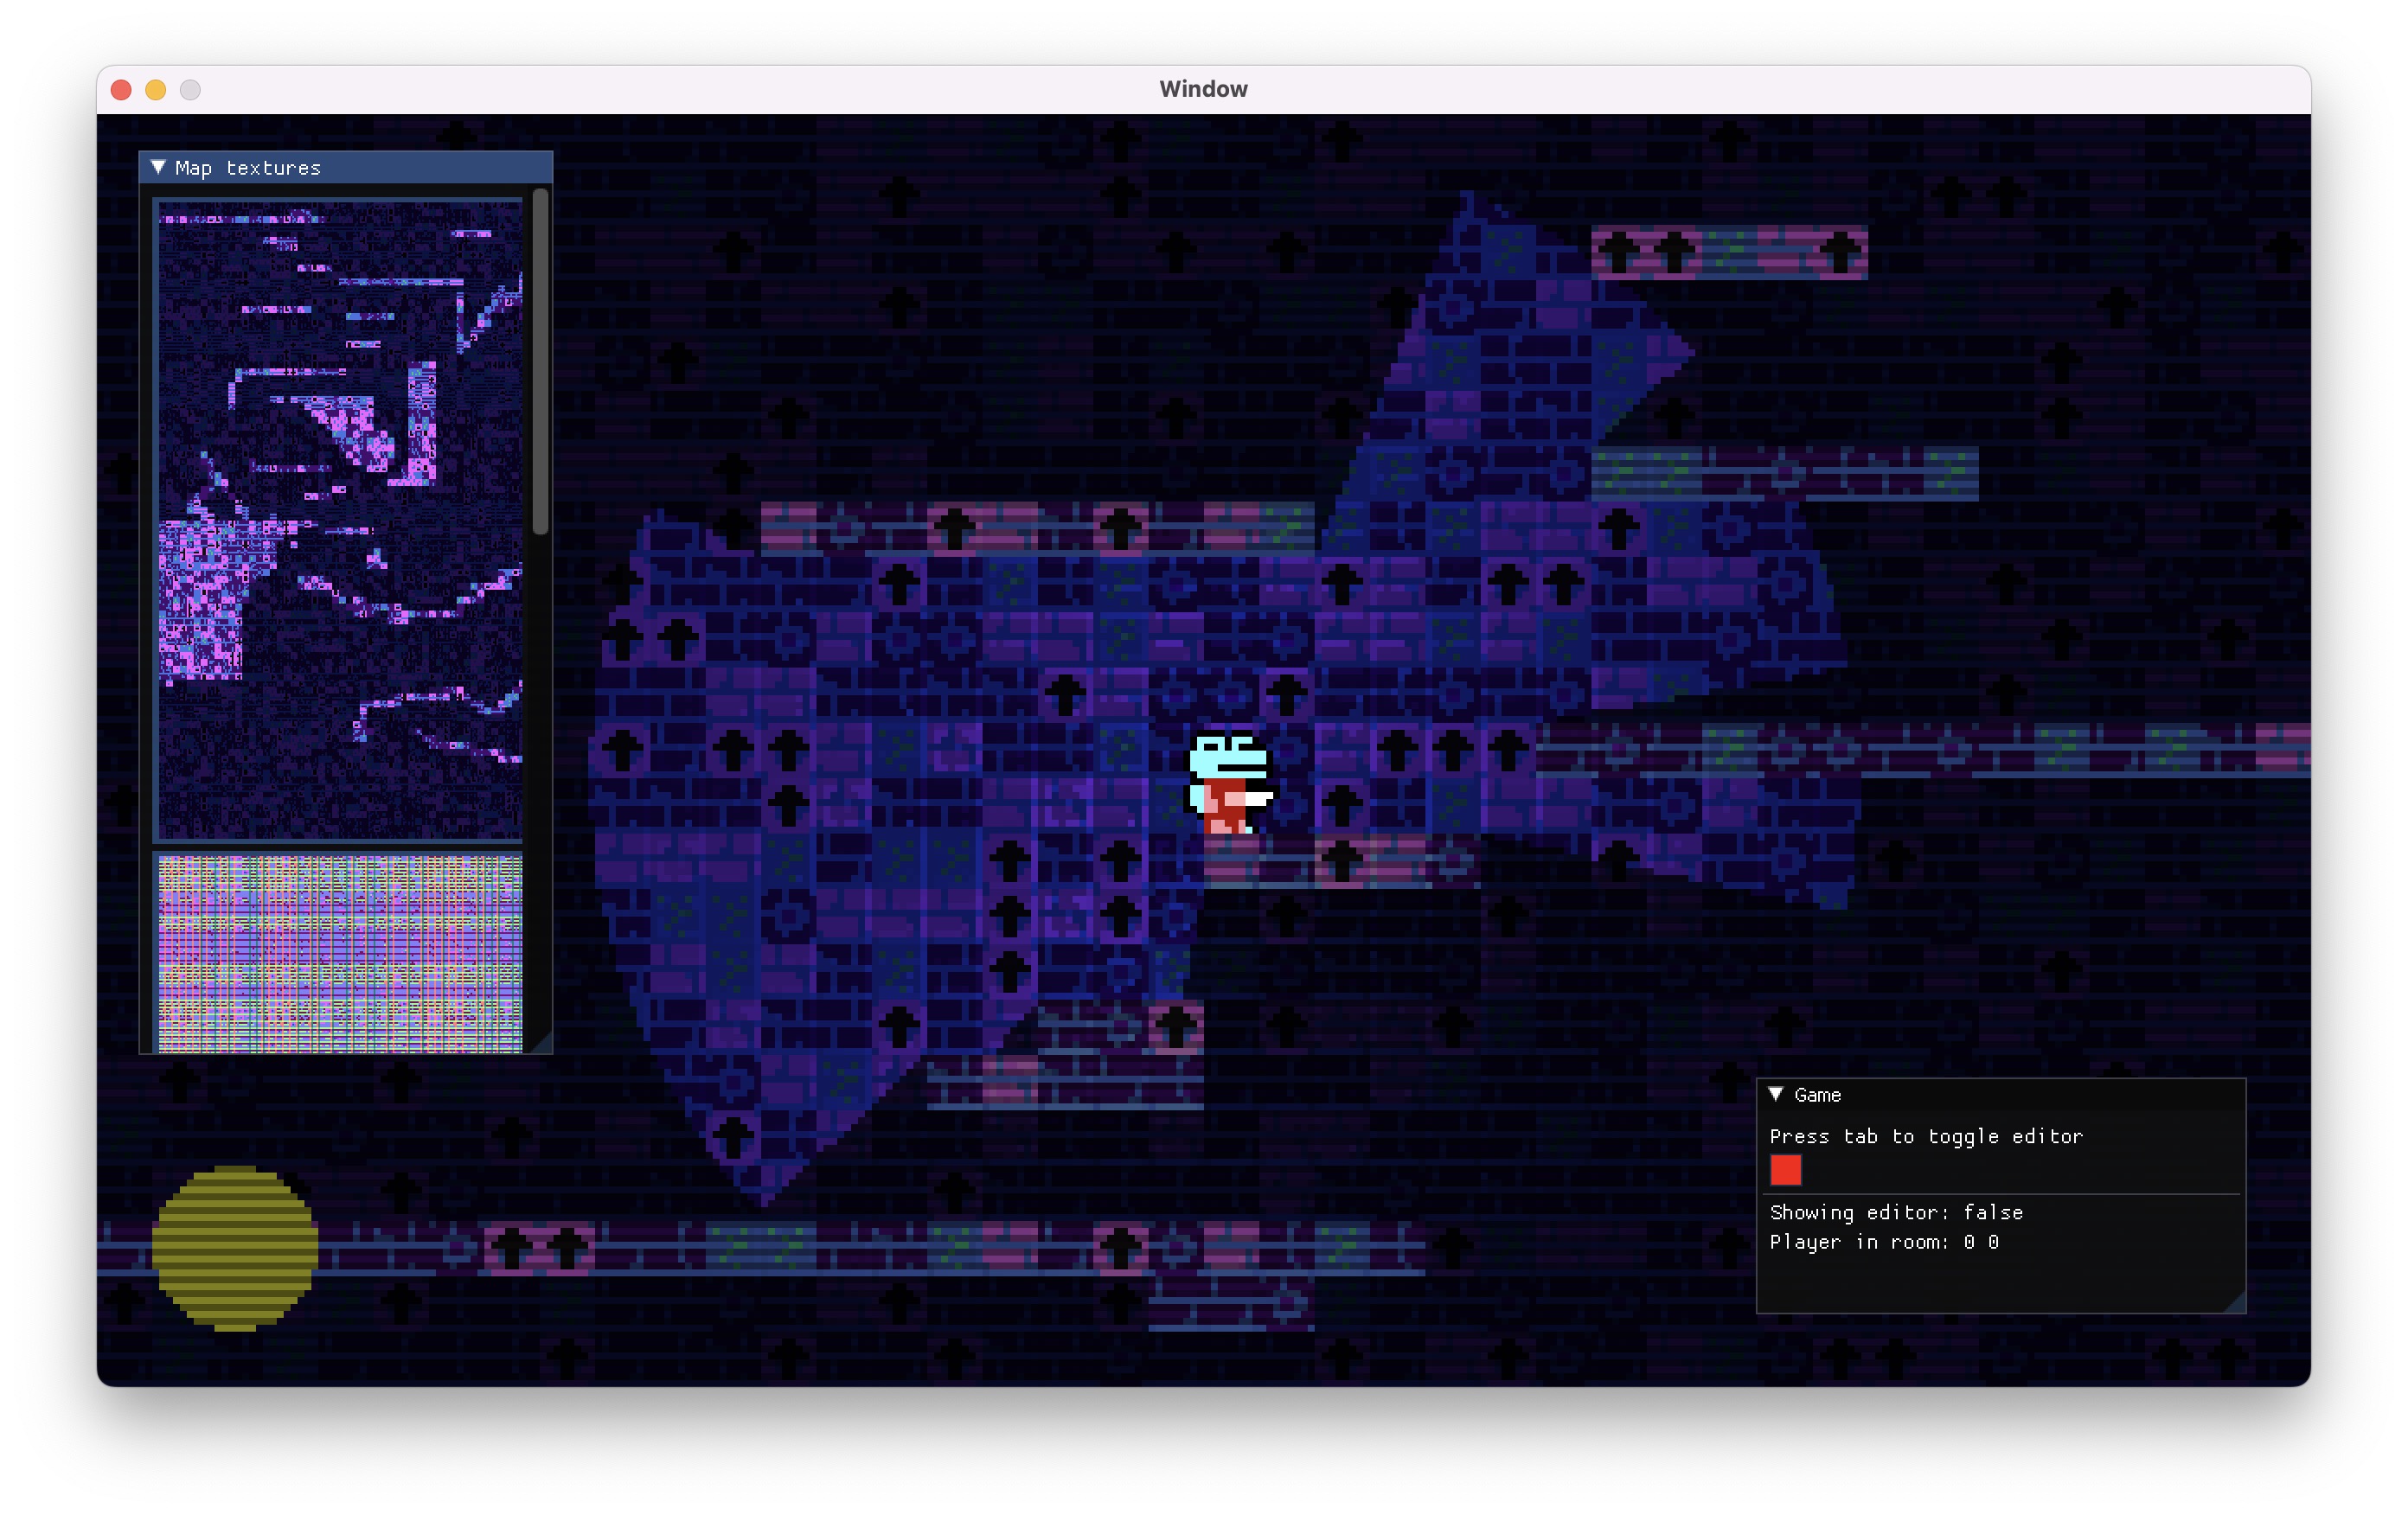 Window
Map textures
Game
Press tab to toggle editor
Showing editor: false
Player in room: 0 0